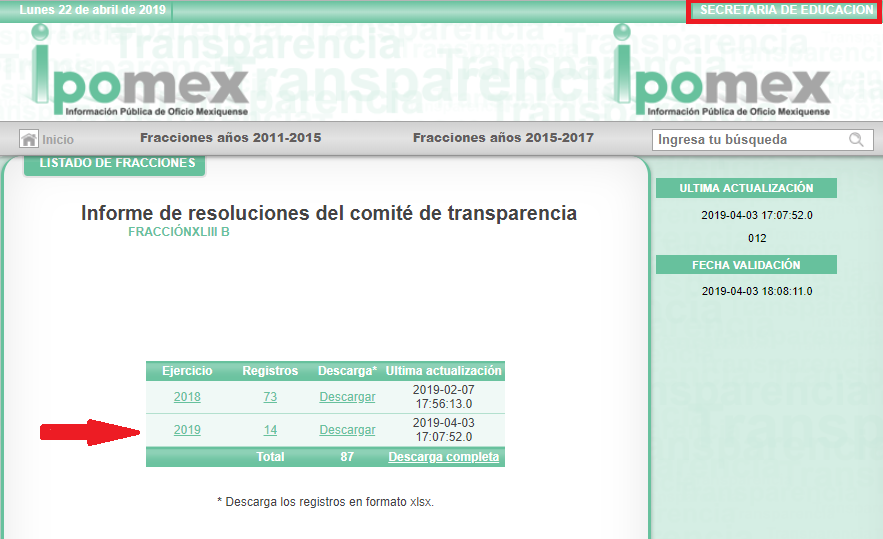 Lunes 22 de abril de 2019
SECRETARIA DE EDUCACION
ipomex
Información Pública de Oficio Mexiquense
ipomex
Información Pública de Oficio Mexiquense
Transparencia
Transparencia
Inicio
Fracciones años 2011-2015
Fracciones años 2015-2017
Ingresa tu búsqueda
LISTADO DE FRACCIONES
Informe de resoluciones del comité de transparencia
FRACCIÓNXLIII B
Ejercicio Registros Descarga* Ultima actualización
2018 73 Descargar 2019-02-07
17:56:13.0
2019 14 Descargar 2019-04-03
17:07:52.0
Total 87 Descarga completa
* Descarga los registros en formato xlsx.
ULTIMA ACTUALIZACIÓN
2019-04-03 17:07:52.0
012
FECHA VALIDACIÓN
2019-04-03 18:08:11.0